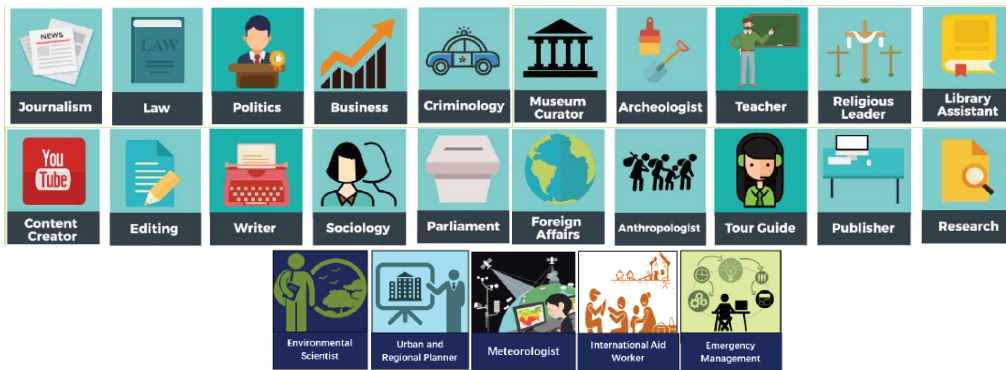 NEWS
LAW
Journalism
Law
Politics
Business
Criminology
Museum
Curator
Archeologist
Teacher
Religious
Leader
Library
Assistant
You
Tube
Content
Creator
Editing
Writer
Sociology
Parliament
Foreign
Affairs
Anthropologist
Tour Guide
Publisher
Research
Environmental
Scientist
Urban and
Regional Planner
Meteorologist
International Aid
Worker
Emergency
Management